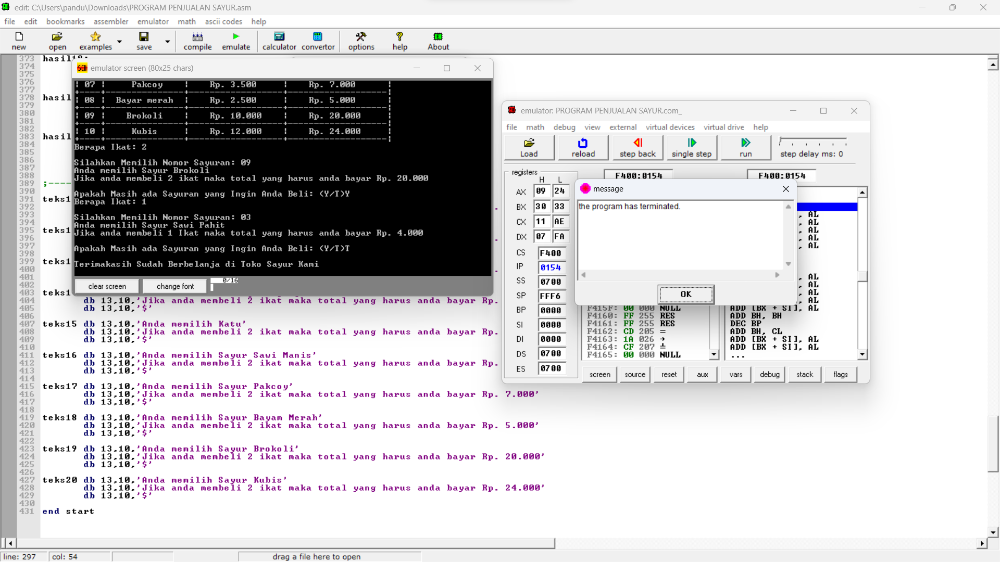 edit: C:\Users\pandu\Downloads\PROGRAM PENJUALAN SAYUR.asm
file edit bookmarks assembler emulator math ascii codes help
new open examples save compile emulate calculator convertor options help About
373 hasil
374
375
376
377
378 hasil
379
380
381
382
383 hasil
384
385
386
387
388
389 ;-----
390
391 teks1
392
393
394
395 teks1
396
397
398
399 teks1
400
401
402
403 teks1
404 db 13,10,'Jika anda membeli 2 ikat maka total yang harus anda bayar Rp.
405 db 13,10,'$'
406
407 teks15 db 13,10,'Anda memilih Katu'
408 db 13,10,'Jika anda membeli 2 ikat maka total yang harus anda bayar Rp.
409 db 13,10,'$'
410
411 teks16 db 13,10,'Anda memilih Sayur Sawi Manis'
412 db 13,10,'Jika anda membeli 2 ikat maka total yang harus anda bayar Rp.
413 db 13,10,'$'
414
415 teks17 db 13,10,'Anda memilih Sayur Pakcoy'
416 db 13,10,'Jika anda membeli 2 ikat maka total yang harus anda bayar Rp. 7.000'
417 db 13,10,'$'
418
419 teks18 db 13,10,'Anda memilih Sayur Bayam Merah'
420 db 13,10,'Jika anda membeli 2 ikat maka total yang harus anda bayar Rp. 5.000'
421 db 13,10,'$'
422
423 teks19 db 13,10,'Anda memilih Sayur Brokoli'
424 db 13,10,'Jika anda membeli 2 ikat maka total yang harus anda bayar Rp. 20.000'
425 db 13,10,'$'
426
427 teks20 db 13,10,'Anda memilih Sayur Kubis'
428 db 13,10,'Jika anda membeli 2 ikat maka total yang harus anda bayar Rp. 24.000'
429 db 13,10,'$'
430
431 end start
emulator screen (80x25 chars)
| 07 | Pakcoy | Rp. 3.500 | Rp. 7.000 |
| 08 | Bayar merah | Rp. 2.500 | Rp. 5.000 |
| 09 | Brokoli | Rp. 10.000 | Rp. 20.000 |
| 10 | Kubis | Rp. 12.000 | Rp. 24.000 |
Berapa Ikat: 2
Silahkan Memilih Nomor Sayuran: 09
Anda memilih Sayur Brokoli
Jika anda membeli 2 ikat maka total yang harus anda bayar Rp. 20.000
Apakah Masih ada Sayuran yang Ingin Anda Beli: (Y/T)Y
Berapa Ikat: 1
Silahkan Memilih Nomor Sayuran: 03
Anda memilih Sayur Sawi Pahit
Jika anda membeli 1 Ikat maka total yang harus anda bayar Rp. 4.000
Apakah Masih ada Sayuran yang Ingin Anda Beli: (Y/T)T
Terimakasih Sudah Berbelanja di Toko Sayur Kami
clear screen change font 0/16
emulator: PROGRAM PENJUALAN SAYUR.com_
file math debug view external virtual devices virtual drive help
Load reload step back single step run step delay ms: 0
registers F400:0154 F400:0154
H L
AX 09 24
BX 30 33
CX 11 AE
DX 07 FA
CS F400
IP 0154
SS 0700
SP FFF6
BP 0000
SI 0000
DI 0000
DS 0700
ES 0700
, AL
, AL
, AL
, AL
, AL
, AL
, AL
, AL
, AL
F415F: 00 000 NULL ADD [BX + SI], AL
F4160: FF 255 RES ADD BH, BH
F4161: FF 255 RES DEC BP
F4162: CD 205 = ADD BH, CL
F4163: 1A 026 → ADD [BX + SI], AL
F4164: CF 207 ╧ ADD [BX + SI], AL
F4165: 00 000 NULL ...
screen source reset aux vars debug stack flags
message
the program has terminated.
OK
line: 297 col: 54 drag a file here to open